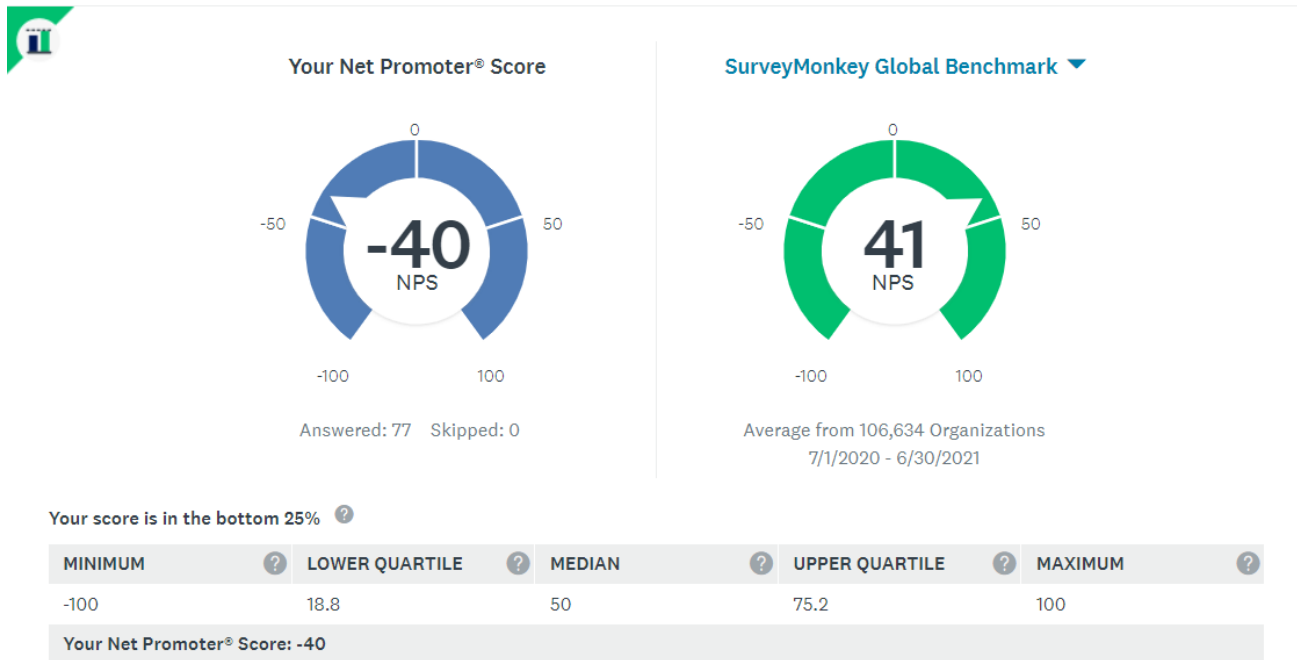 Your Net Promoter® Score
SurveyMonkey Global Benchmark
0
-50
50
-40
NPS
-100
100
0
-50
50
41
NPS
-100
100
Answered: 77 Skipped: 0
Average from 106,634 Organizations
7/1/2020 - 6/30/2021
Your score is in the bottom 25% ?
MINIMUM ? LOWER QUARTILE ? MEDIAN ? UPPER QUARTILE ? MAXIMUM ?
-100 18.8 50 75.2 100
Your Net Promoter® Score: -40